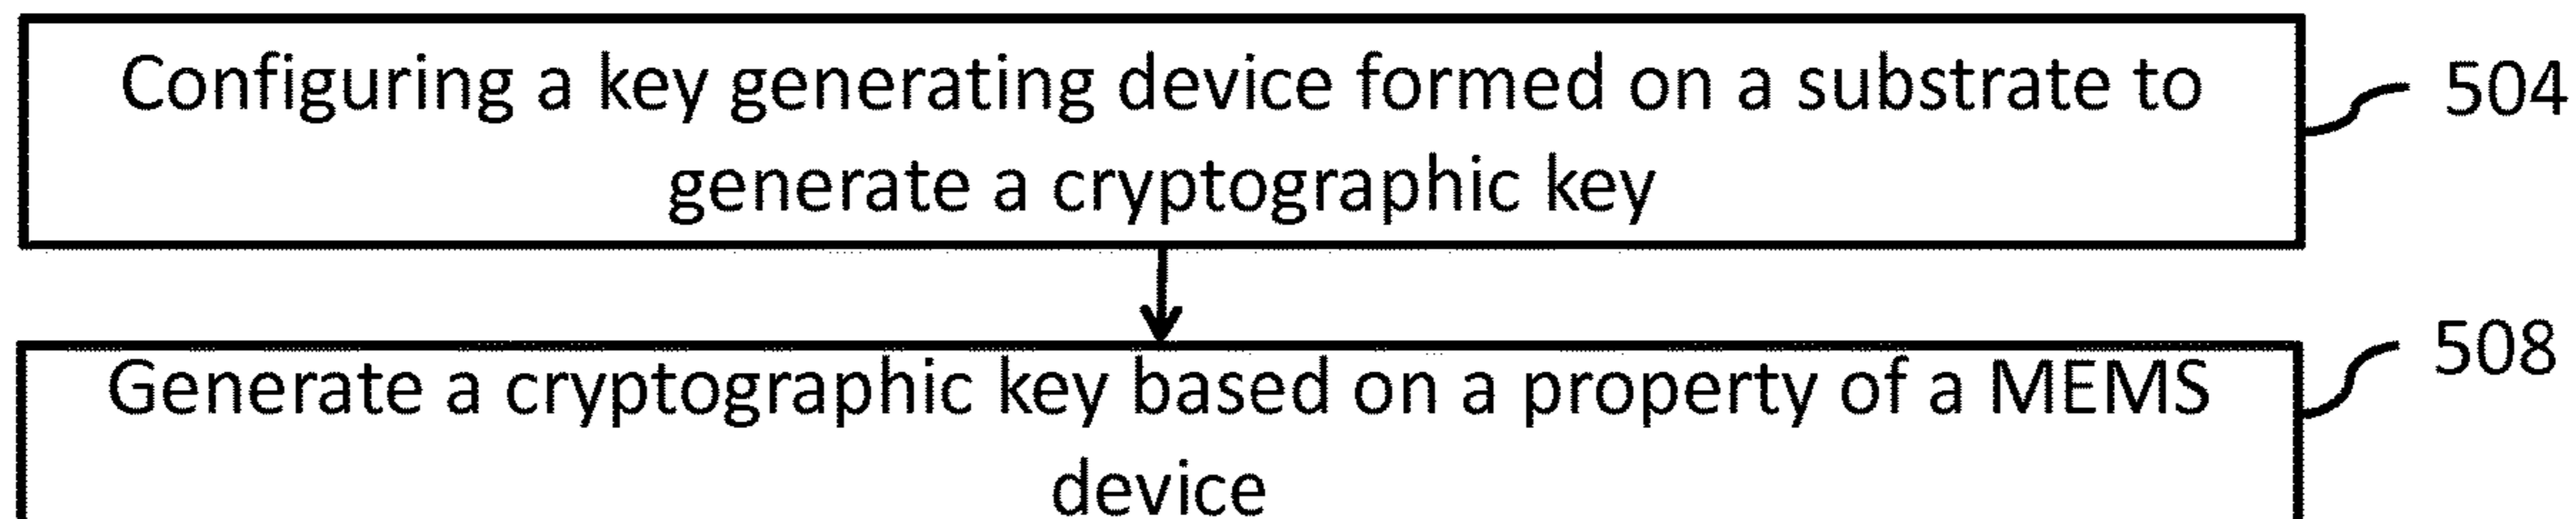 Configuring a key generating device formed on a substrate to
504
generate a cryptographic key
508
Generate a cryptographic key based on a property of a MEMS
device